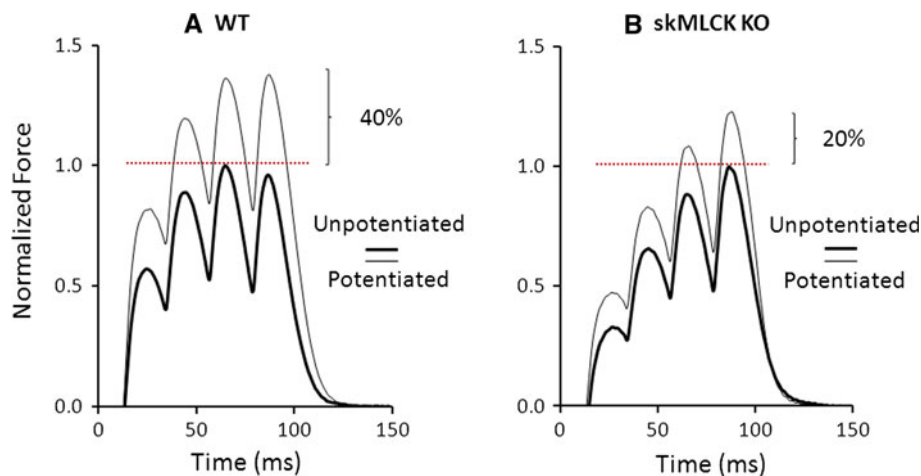 A WT
Normalized Force
1.5
1.0
0.5
0.0
40%
Unpotentiated
Potentiated
0
50
100
150
Time (ms)
B skMLCK KO
1.5
1.0
0.5
0.0
20%
Unpotentiated
Potentiated
0
50
100
150
Time (ms)